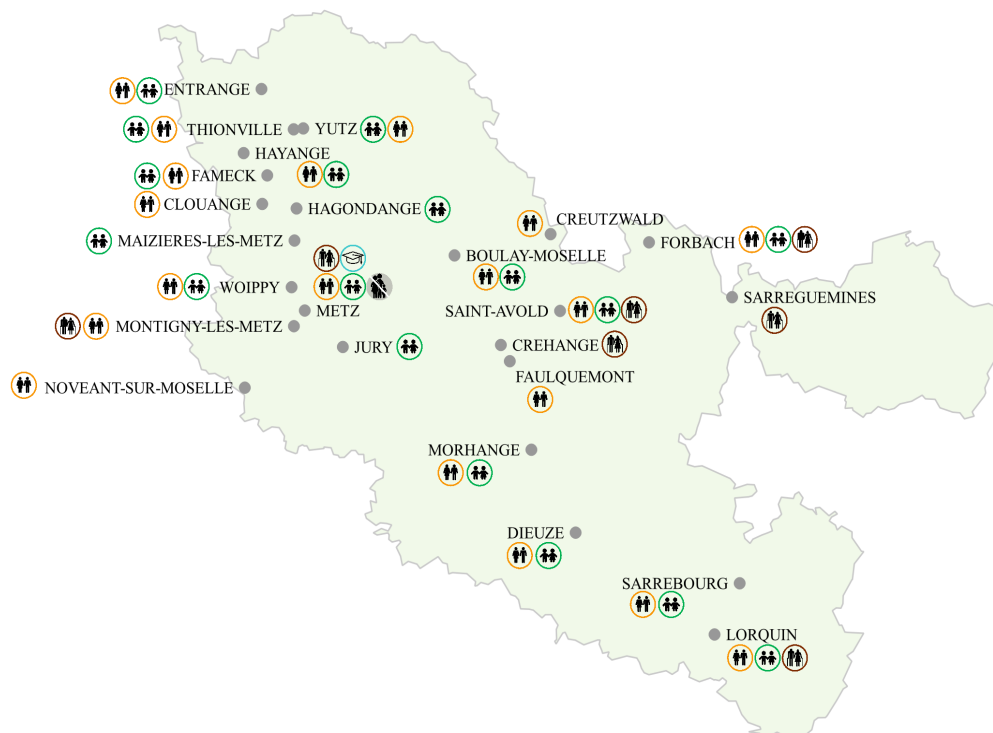 ENTRANGE
THIONVILLE
YUTZ
HAYANGE
FAMECK
CLOUANGE
HAGONDANGE
CREUTZWALD
MAIZIERES-LES-METZ
FORBACH
BOULAY-MOSELLE
WOIPPY
SARREGUEMINES
METZ
SAINT-AVOLD
MONTIGNY-LES-METZ
JURY
CREHANGE
FAULQUEMONT
NOVEANT-SUR-MOSELLE
MORHANGE
DIEUZE
SARREBOURG
LORQUIN